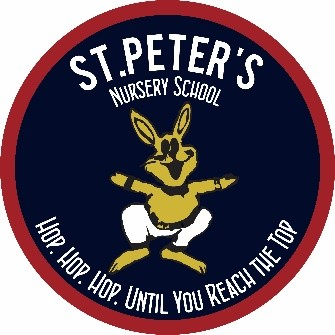 ST.PETER'S
NURSERY SCHOOL
HOP. HOP. HOP. UNTIL YOU REACH THE TOP